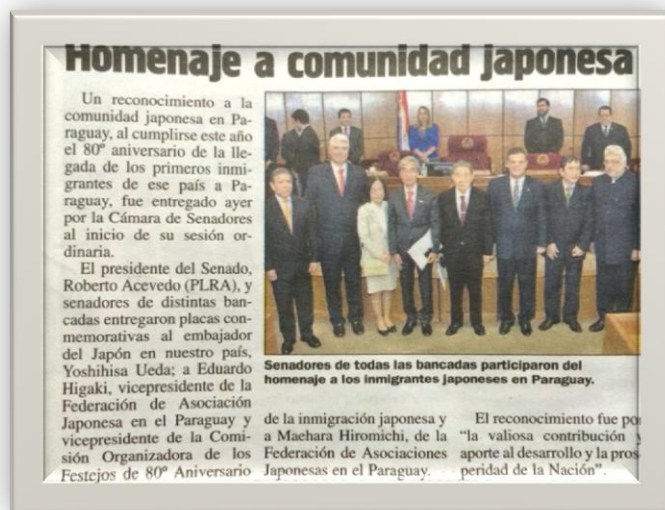 Homenaje a comunidad japonesa
Un reconocimiento a la
comunidad japonesa en Pa-
raguay, al cumplirse este año
el 80º aniversario de la lle-
gada de los primeros inmi-
grantes de ese país a Pa-
raguay, fue entregado ayer
por la Cámara de Senadores
al inicio de su sesión or-
dinaria.
El presidente del Senado,
Roberto Acevedo (PLRA), y
senadores de distintas ban-
cadas entregaron placas con-
memorativas al embajador
del Japón en nuestro país,
Yoshihisa Ueda; a Eduardo
Higaki, vicepresidente de la
Federación de Asociación
Japonesa en el Paraguay y
vicepresidente de la Comi-
sión Organizadora de los
Festejos de 80º Aniversario
Senadores de todas las bancadas participaron del
homenaje a los inmigrantes japoneses en Paraguay.
de la inmigración japonesa y
a Maehara Hiromichi, de la
Federación de Asociaciones
Japonesas en el Paraguay.
El reconocimiento fue po
“la valiosa contribución y
aporte al desarrollo y la pros
peridad de la Nación”.